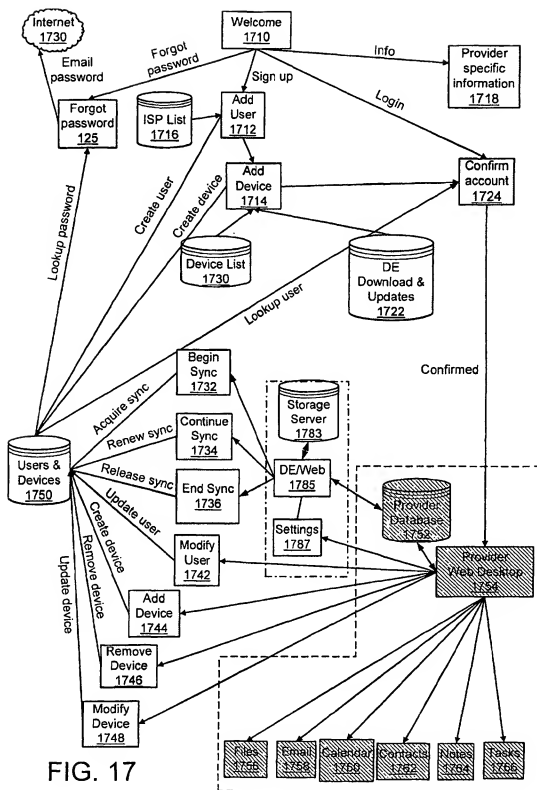 Internet
1730
Welcome
1710
Email
password
Forgot
password
Info
Sign up
Login
Provider
specific
information
1718
Forgot
password
125
ISP List
1716
Add
User
1712
Create user
Create device
Add
Device
1714
Confirm
account
1724
Lookup password
Device List
1730
Lookup user
DE
Download &
Updates
1722
Confirmed
Begin
Sync
1732
Acquire sync
Storage
Server
1783
Continue
Sync
1734
Renew sync
Users &
Devices
1750
DE/Web
1785
Release sync
End Sync
1736
Provider
Database
1752
Settings
1787
Update user
Modify
User
1742
Provider
Web Desktop
1754
Create device
Remove device
Update device
Add
Device
1744
Remove
Device
1746
Modify
Device
1748
Files
1756
Email
1758
Calendar
1760
Contacts
1762
Notes
1764
Tasks
1766
FIG. 17